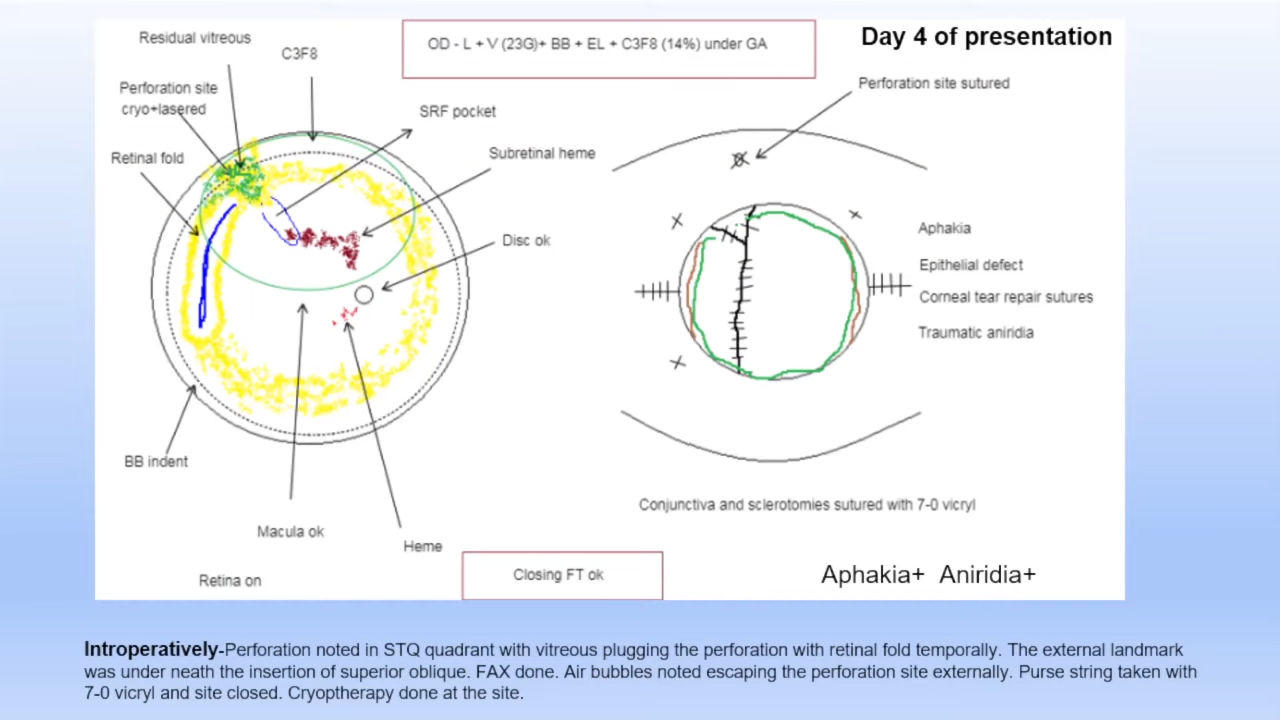 OD - L + V (23G)+ BB + EL + C3F8 (14%) under GA
Day 4 of presentation
Residual vitreous
C3F8
Perforation site
cryo+lasered
Retinal fold
SRF pocket
Subretinal heme
Disc ok
BB indent
Macula ok
Heme
Retina on
Closing FT ok
Perforation site sutured
Aphakia
Epithelial defect
Corneal tear repair sutures
Traumatic aniridia
Conjunctiva and sclerotomies sutured with 7-0 vicryl
Aphakia+ Aniridia+
Introperatively-Perforation noted in STQ quadrant with vitreous plugging the perforation with retinal fold temporally. The external landmark
was under neath the insertion of superior oblique. FAX done. Air bubbles noted escaping the perforation site externally. Purse string taken with
7-0 vicryl and site closed. Cryoptherapy done at the site.